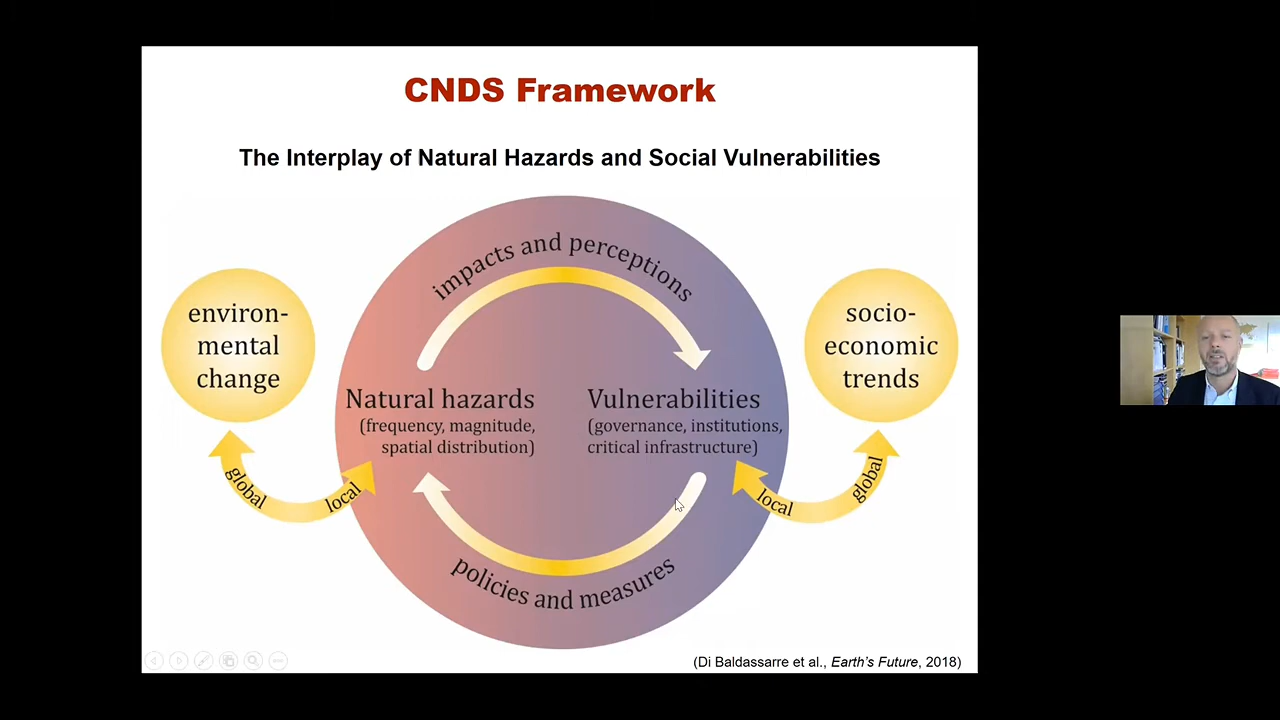 CNDS Framework
The Interplay of Natural Hazards and Social Vulnerabilities
impacts and perceptions
environ-
mental
change
socio-
economic
trends
Natural hazards
(frequency, magnitude,
spatial distribution)
Vulnerabilities
(governance, institutions,
critical infrastructure)
global
local
local
global
policies and measures
(Di Baldassarre et al., Earth's Future, 2018)